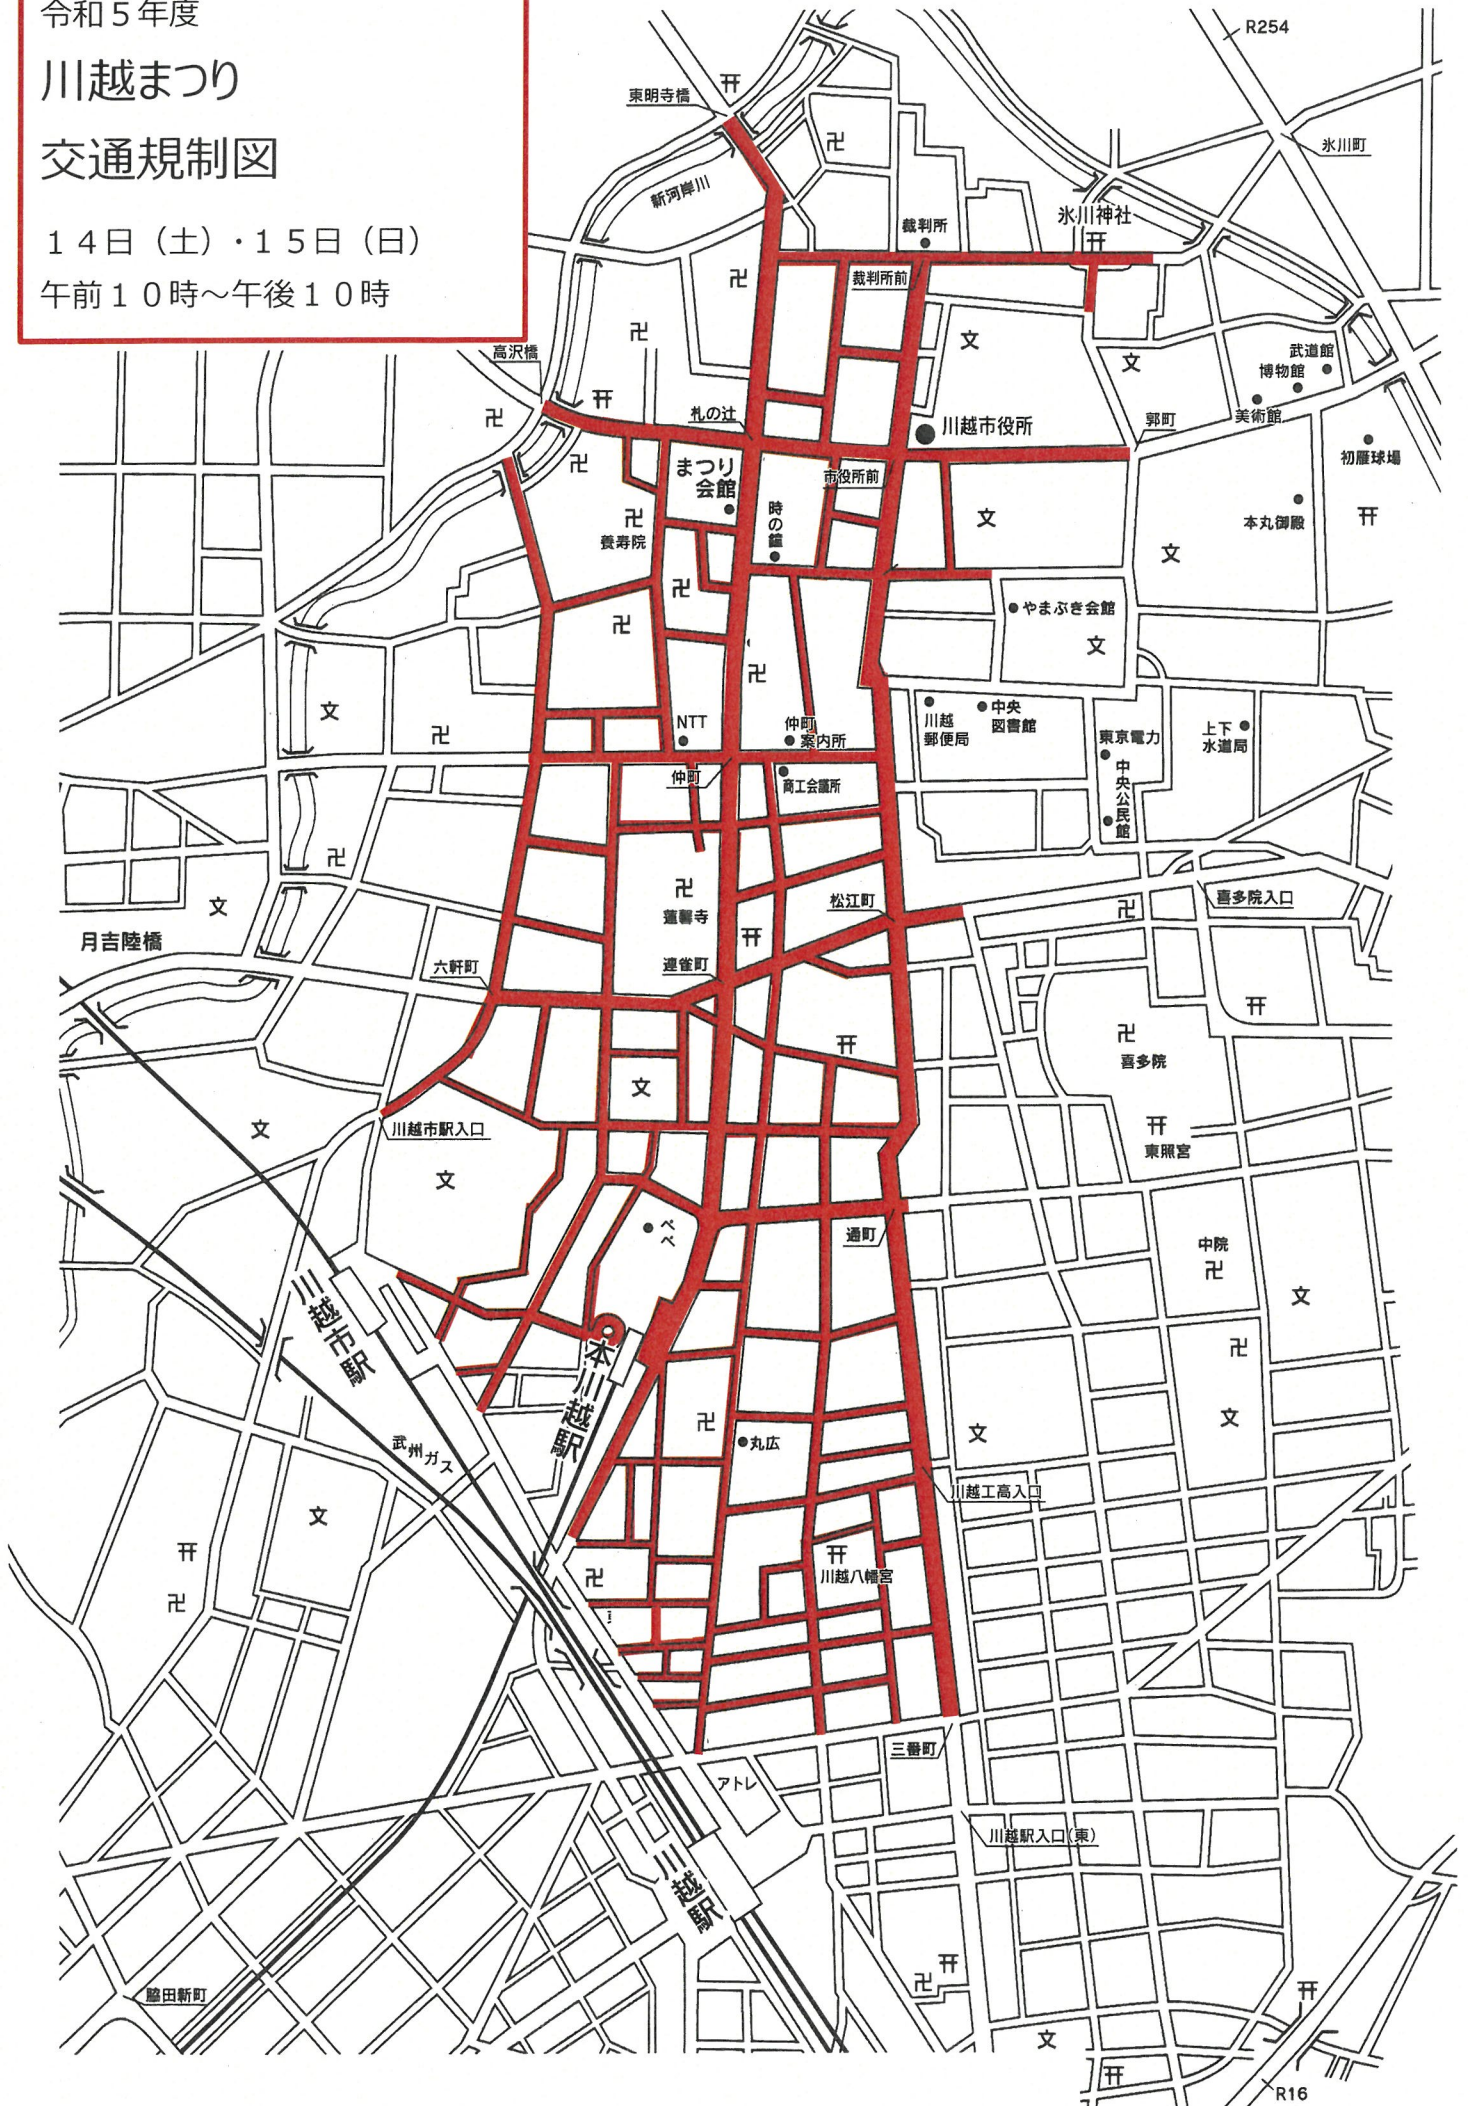 令和５年度
川越まつり
交通規制図
１４日（土）・１５日（日）
午前１０時～午後１０時
R254
東明寺橋
氷川町
新河岸川
裁判所
氷川神社
裁判所前
高沢橋
武道館
博物館
美術館
札の辻
川越市役所
郭町
初雁球場
まつり
会館
市役所前
時の鐘
本丸御殿
養寿院
やまぶき会館
川越
郵便局
中央
図書館
NTT
仲町
案内所
東京電力
上下
水道局
仲町
商工会議所
中央公民館
松江町
喜多院入口
蓮馨寺
月吉陸橋
六軒町
連雀町
喜多院
川越市駅入口
東照宮
ペペ
通町
中院
川越市駅
本川越駅
丸広
武州ガス
川越工高入口
川越八幡宮
三番町
アトレ
川越駅入口(東)
越駅
脇田新町
R16